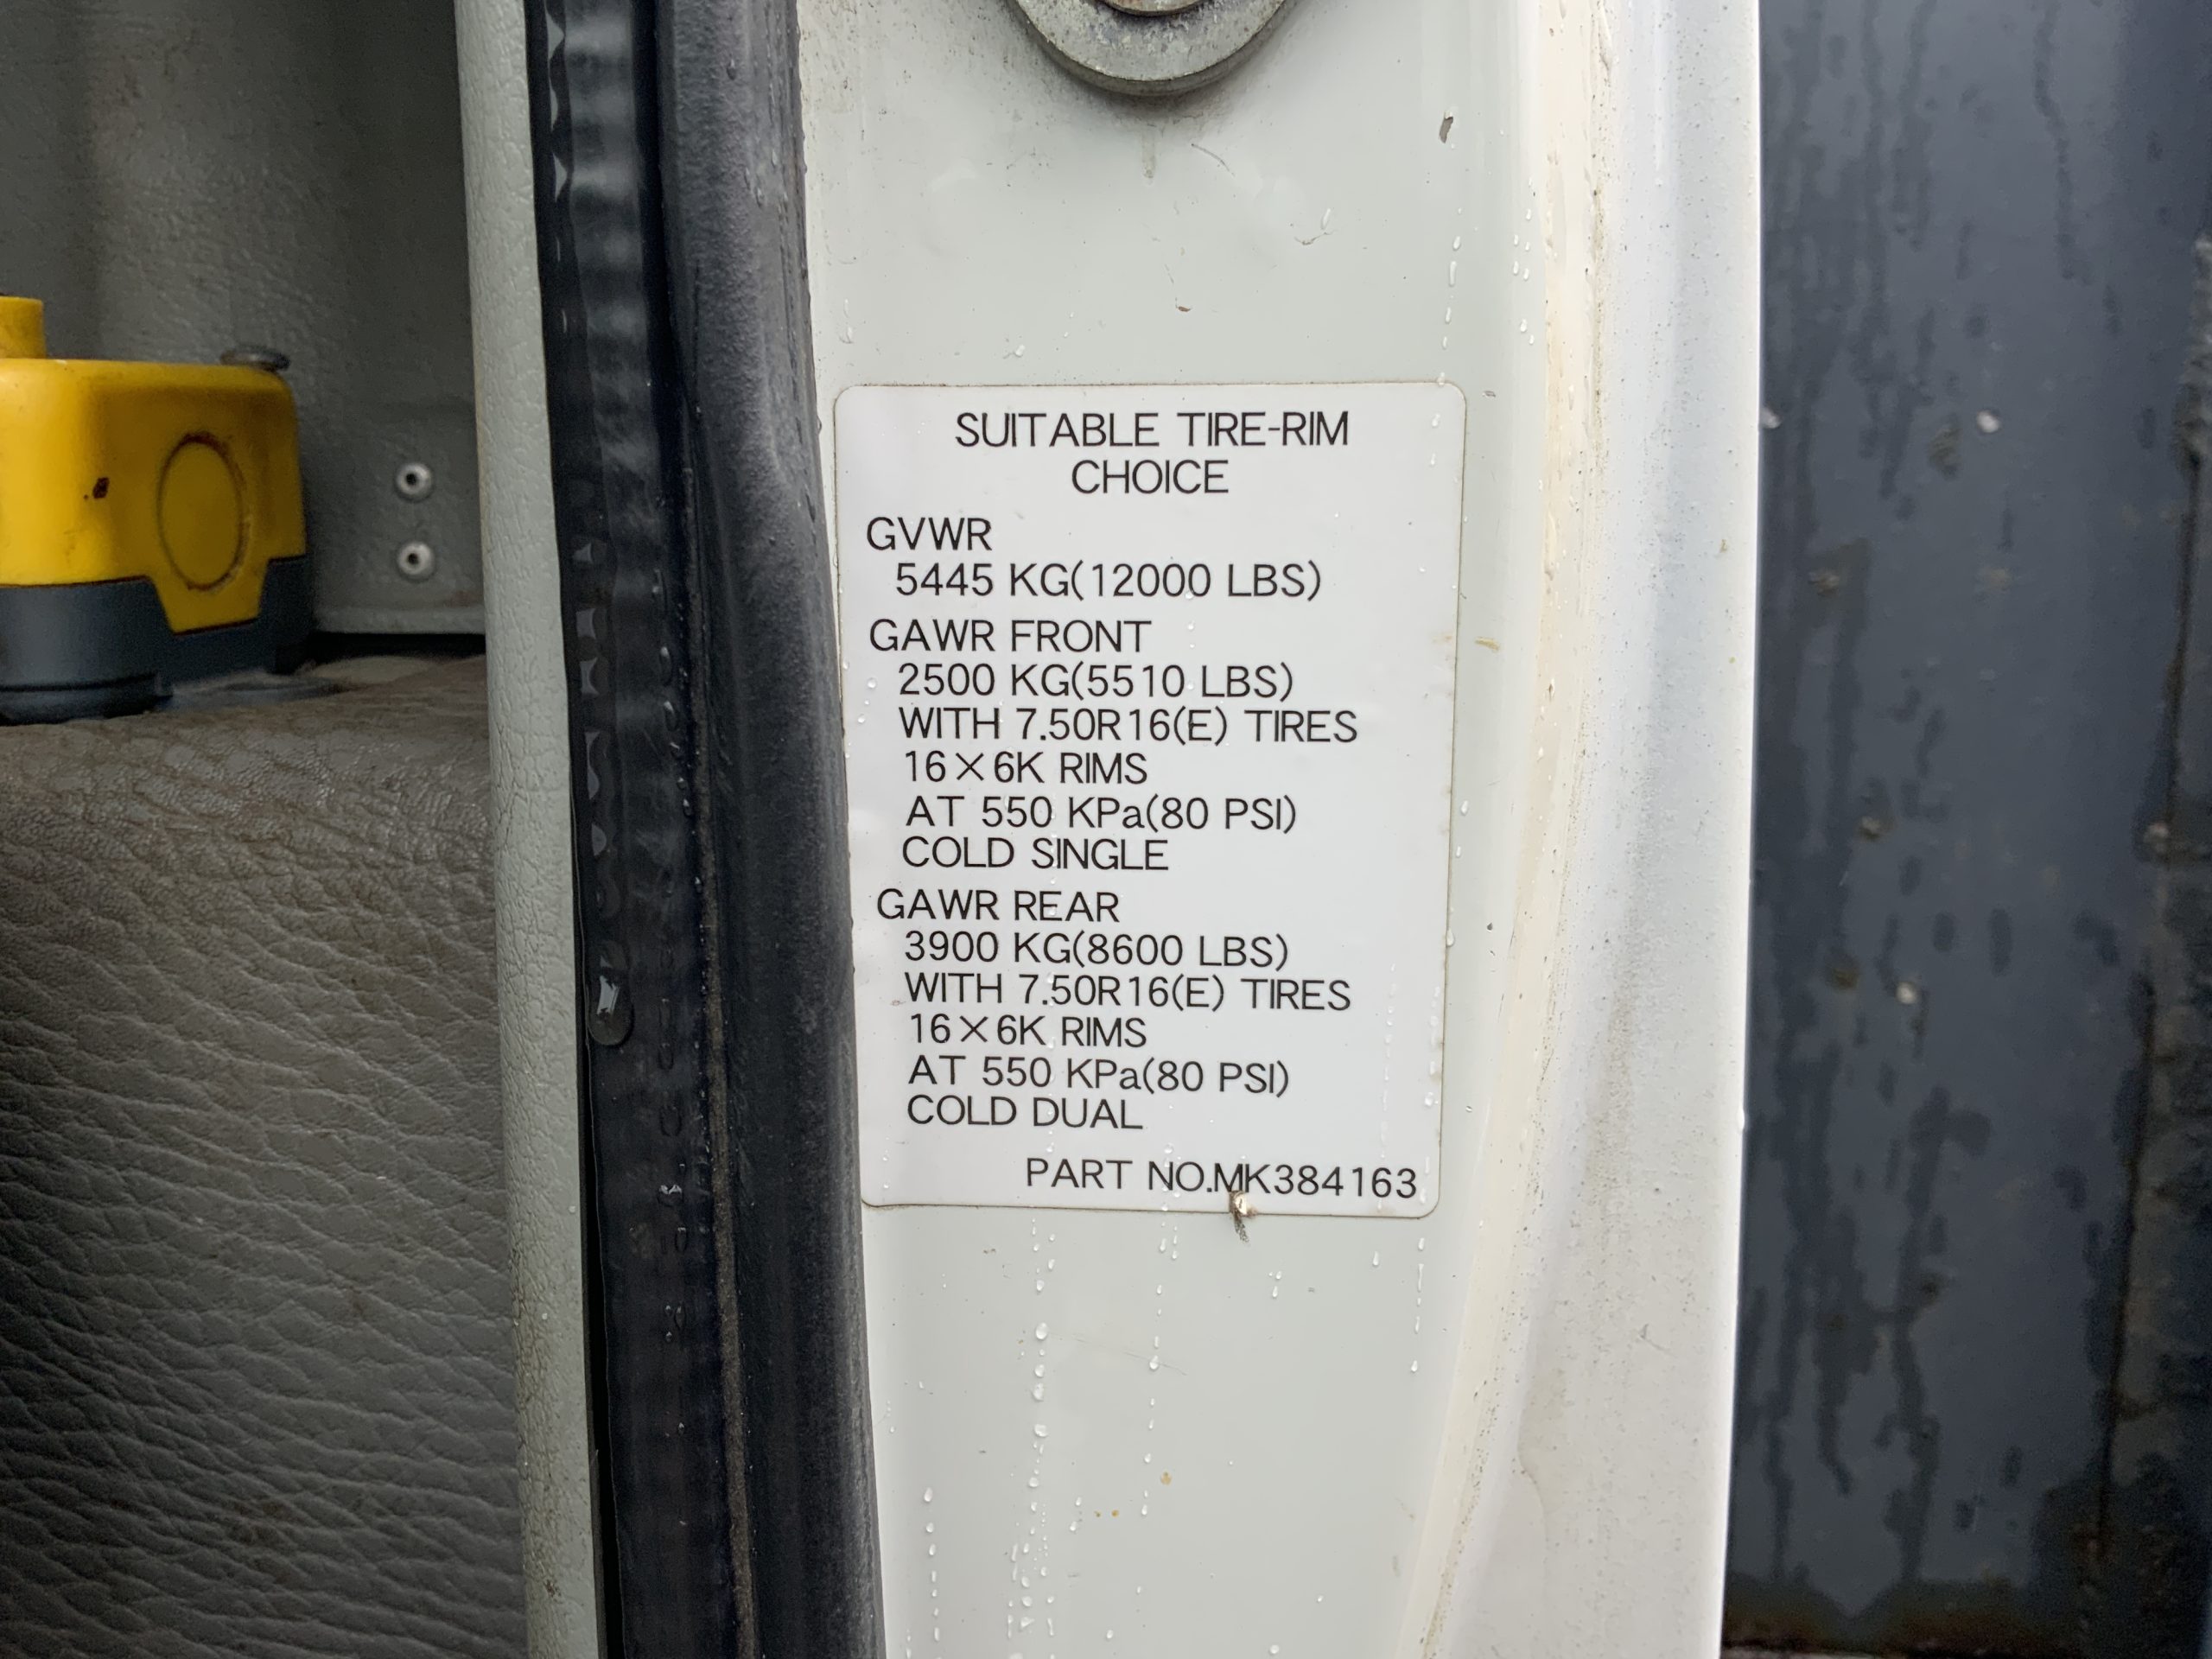 SUITABLE TIRE-RIM
CHOICE
GVWR
5445 KG(12000 LBS)
GAWR FRONT
2500 KG(5510 LBS)
WITH 7.50R16(E) TIRES
16×6K RIMS
AT 550 KPa(80 PSI)
COLD SINGLE
GAWR REAR
3900 KG(8600 LBS)
WITH 7.50R16(E) TIRES
16×6K RIMS
AT 550 KPa(80 PSI)
COLD DUAL
PART NO.MK384163